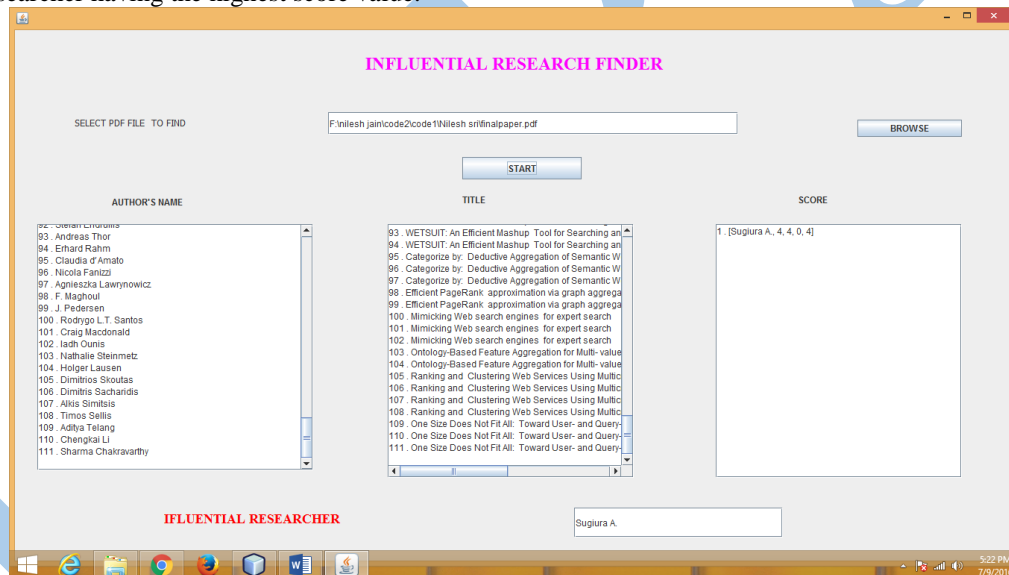 searcher having the highest score value.
INFLUENTIAL RESEARCH FINDER
SELECT PDF FILE TO FIND
F:\nilesh jain\code2\code1\Nilesh sri\finalpaper.pdf
BROWSE
START
AUTHOR'S NAME
TITLE
SCORE
92 . Stefan Endrullis
93 . Andreas Thor
94 . Erhard Rahm
95 . Claudia d'Amato
96 . Nicola Fanizzi
97 . Agnieszka Lawrynowicz
98 . F. Maghoul
99 . J. Pedersen
100 . Rodrygo L.T. Santos
101 . Craig Macdonald
102 . Iadh Ounis
103 . Nathalie Steinmetz
104 . Holger Lausen
105 . Dimitrios Skoutas
106 . Dimitris Sacharidis
107 . Alkis Simitsis
108 . Timos Sellis
109 . Aditya Telang
110 . Chengkai Li
111 . Sharma Chakravarthy
93 . WETSUIT: An Efficient Mashup Tool for Searching an
94 . WETSUIT: An Efficient Mashup Tool for Searching an
95 . Categorize by: Deductive Aggregation of Semantic W
96 . Categorize by: Deductive Aggregation of Semantic W
97 . Categorize by: Deductive Aggregation of Semantic W
98 . Efficient PageRank approximation via graph aggrega
99 . Efficient PageRank approximation via graph aggrega
100 . Mimicking Web search engines for expert search
101 . Mimicking Web search engines for expert search
102 . Mimicking Web search engines for expert search
103 . Ontology-Based Feature Aggregation for Multi- value
104 . Ontology-Based Feature Aggregation for Multi- value
105 . Ranking and Clustering Web Services Using Multic
106 . Ranking and Clustering Web Services Using Multic
107 . Ranking and Clustering Web Services Using Multic
108 . Ranking and Clustering Web Services Using Multic
109 . One Size Does Not Fit All: Toward User- and Query-
110 . One Size Does Not Fit All: Toward User- and Query-
111 . One Size Does Not Fit All: Toward User- and Query-
1 . [Sugiura A., 4, 4, 0, 4]
IFLUENTIAL RESEARCHER
Sugiura A.
5:22 PM
7/9/201